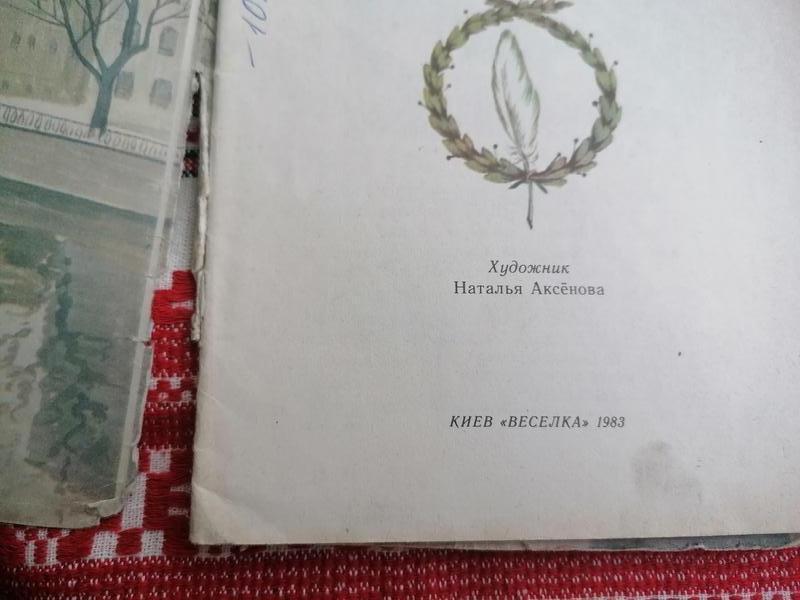 Художник
Наталья Аксёнова
КИЕВ «ВЕСЕЛКА» 1983